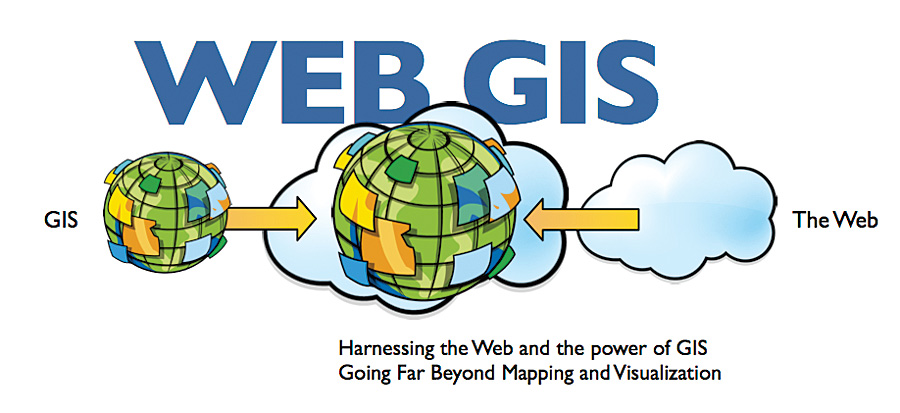 WEB GIS
GIS
The Web
Harnessing the Web and the power of GIS
Going Far Beyond Mapping and Visualization